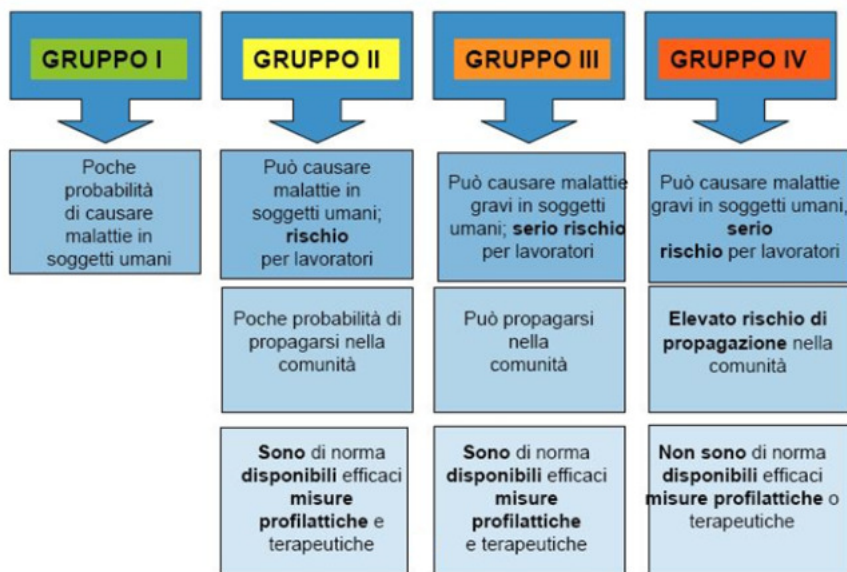 GRUPPO I
Poche
probabilità
di causare
malattie in
soggetti umani
GRUPPO II
Può causare
malattie in
soggetti umani;
rischio
per lavoratori
Poche probabilità di
propagarsi nella
comunità
Sono di norma
disponibili efficaci
misure
profilattiche e
terapeutiche
GRUPPO III
Può causare malattie
gravi in soggetti
umani; serio rischio
per lavoratori
Può propagarsi
nella
comunità
Sono di norma
disponibili efficaci
misure
profilattiche
e terapeutiche
GRUPPO IV
Può causare malattie
gravi in soggetti umani,
serio
rischio per lavoratori
Elevato rischio di
propagazione nella
comunità
Non sono di norma
disponibili efficaci
misure profilattiche o
terapeutiche